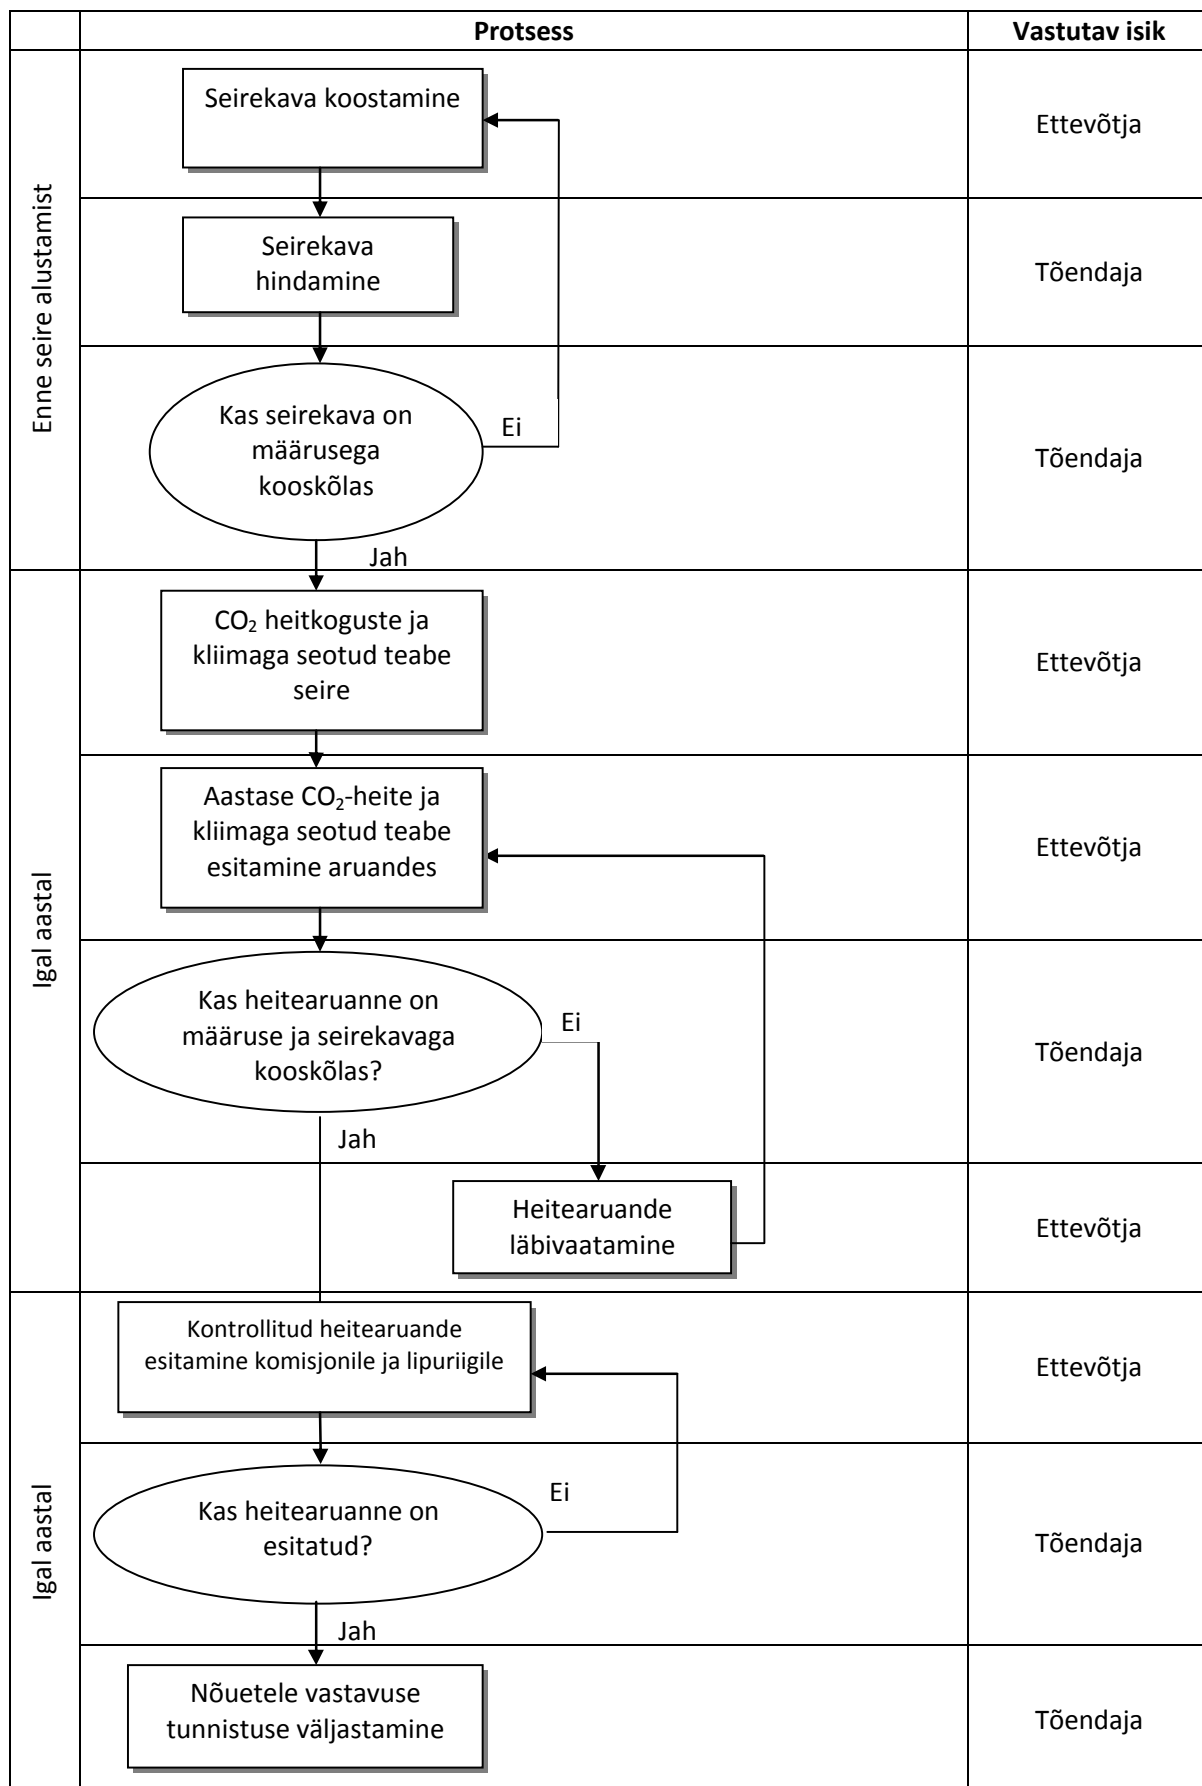 Protsess
Vastutav isik
Enne seire alustamist
Seirekava koostamine
Ettevõtja
Seirekava
hindamine
Tõendaja
Kas seirekava on
määrusega
kooskõlas
Ei
Tõendaja
Jah
Igal aastal
CO₂ heitkoguste ja
kliimaga seotud teabe
seire
Ettevõtja
Aastase CO₂-heite ja
kliimaga seotud teabe
esitamine aruandes
Ettevõtja
Kas heitearuanne on
määruse ja seirekavaga
kooskõlas?
Ei
Tõendaja
Jah
Heitearuande
läbivaatamine
Ettevõtja
Igal aastal
Kontrollitud heitearuande
esitamine komisjonile ja lipuriigile
Ettevõtja
Kas heitearuanne on
esitatud?
Ei
Tõendaja
Jah
Nõuetele vastavuse
tunnistuse väljastamine
Tõendaja